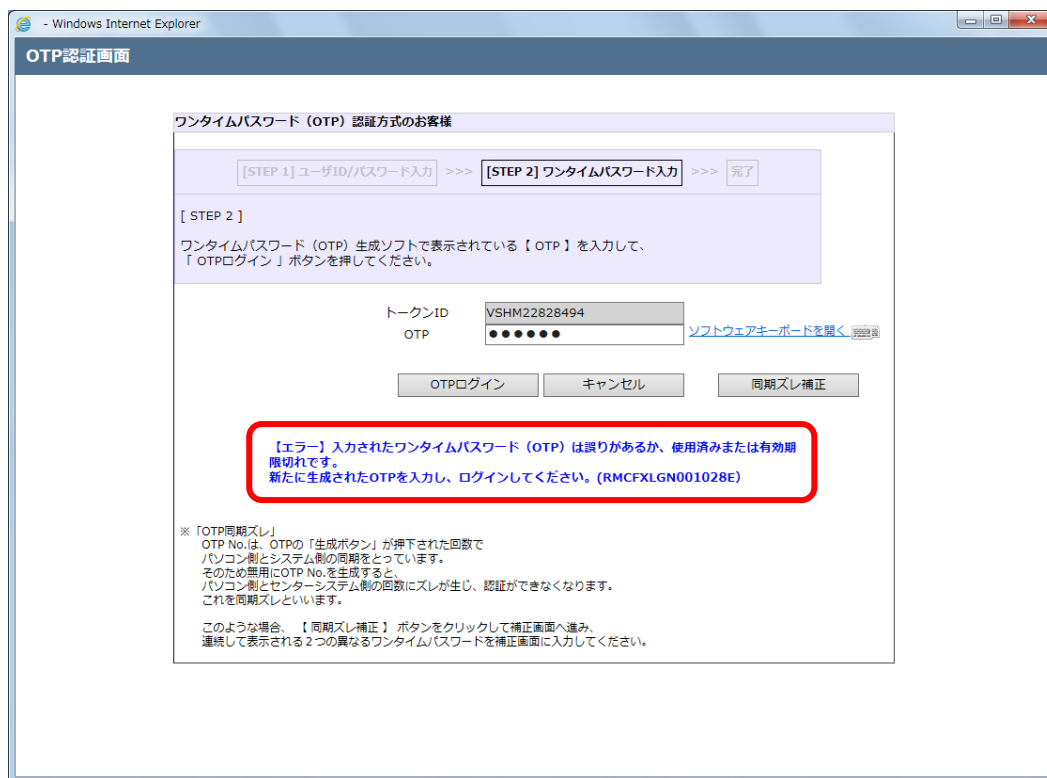 - Windows Internet Explorer
OTP認証画面
ワンタイムパスワード（OTP）認証方式のお客様
[STEP 1] ユーザID/パスワード入力 >>> [STEP 2] ワンタイムパスワード入力 >>> 完了
[ STEP 2 ]
ワンタイムパスワード（OTP）生成ソフトで表示されている【 OTP 】を入力して、
「 OTPログイン 」ボタンを押してください。
トークンID VSHM22828494
OTP ●●●●●● ソフトウェアキーボードを開く
OTPログイン キャンセル 同期ズレ補正
【エラー】入力されたワンタイムパスワード（OTP）は誤りがあるか、使用済みまたは有効期
限切れです。
新たに生成されたOTPを入力し、ログインしてください。(RMCFXLGN001028E）
※「OTP同期ズレ」
OTP No.は、OTPの「生成ボタン」が押下された回数で
パソコン側とシステム側の同期をとっています。
そのため無用にOTP No.を生成すると、
パソコン側とセンターシステム側の回数にズレが生じ、認証ができなくなります。
これを同期ズレといいます。
このような場合、【 同期ズレ補正 】 ボタンをクリックして補正画面へ進み、
連続して表示される２つの異なるワンタイムパスワードを補正画面に入力してください。